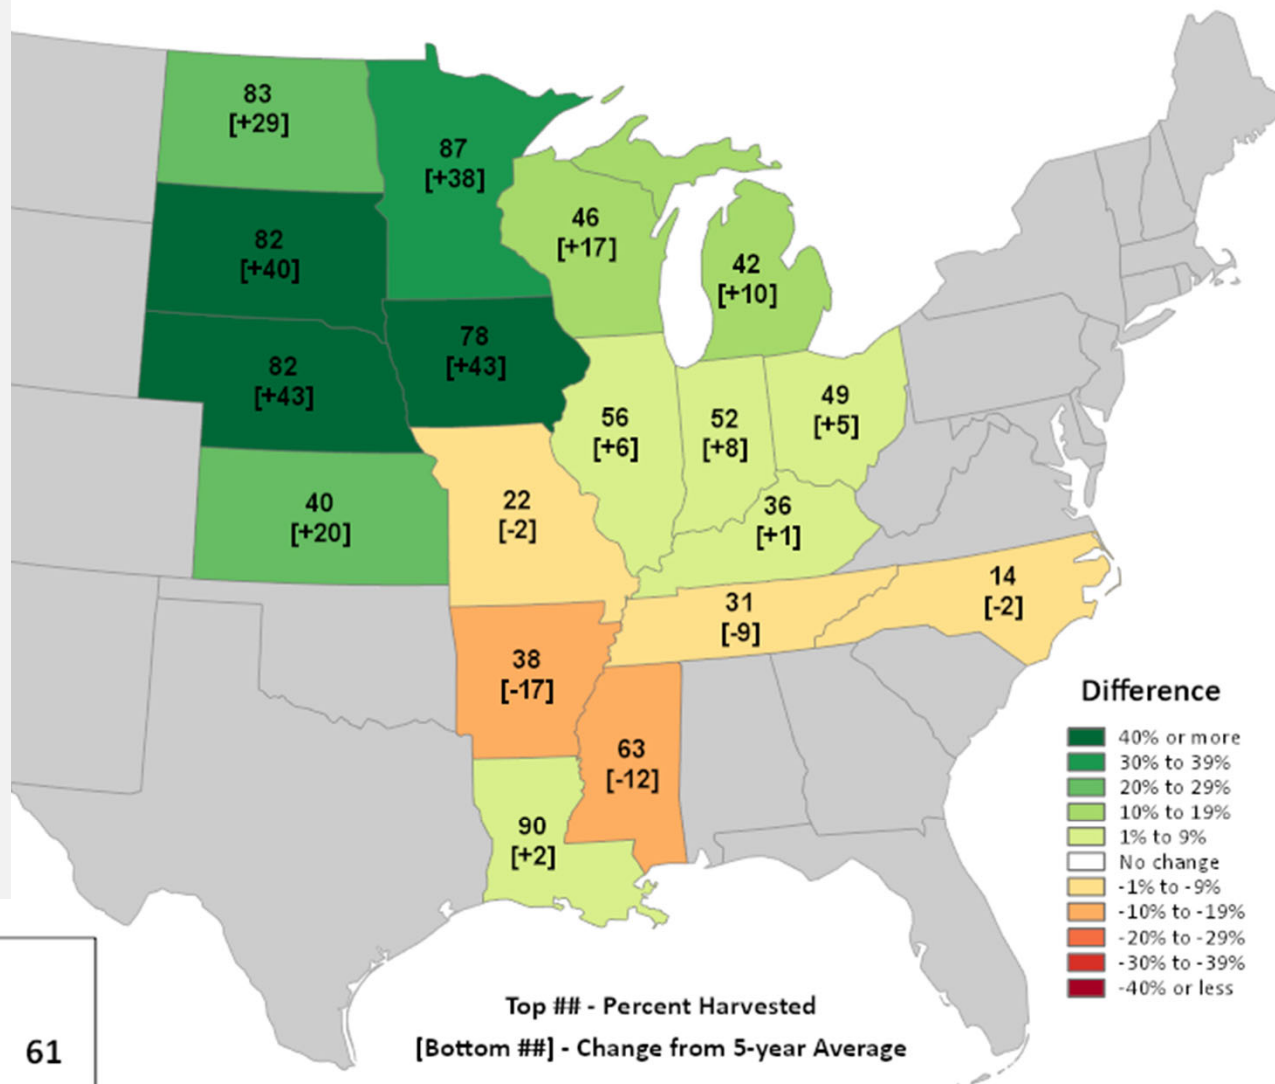 83
[+29]
87
[+38]
46
[+17]
82
[+40]
42
[+10]
78
[+43]
82
[+43]
49
[+5]
56
[+6]
52
[+8]
40
[+20]
22
[-2]
36
[+1]
14
[-2]
31
[-9]
38
[-17]
63
[-12]
90
[+2]
Difference
40% or more
30% to 39%
20% to 29%
10% to 19%
1% to 9%
No change
-1% to -9%
-10% to -19%
-20% to -29%
-30% to -39%
-40% or less
Top ## - Percent Harvested
[Bottom ##] - Change from 5-year Average
61